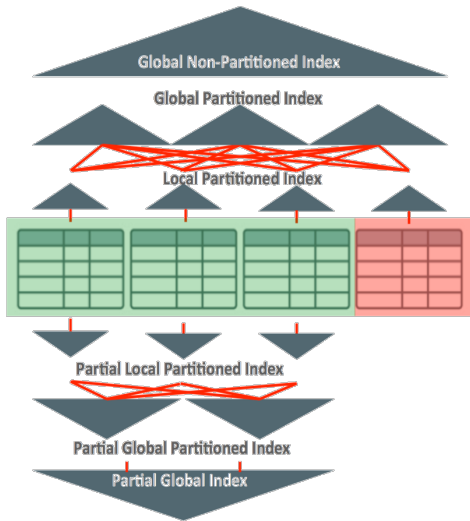 Global Non-Partitioned Index
Global Partitioned Index
Local Partitioned Index
Partial Local Partitioned Index
Partial Global Partitioned Index
Partial Global Index